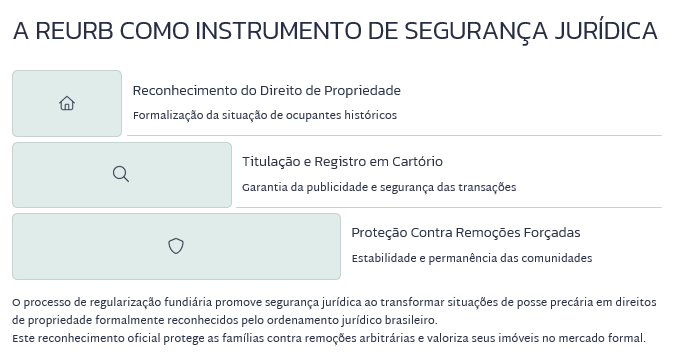 A REURB COMO INSTRUMENTO DE SEGURANÇA JURÍDICA
Reconhecimento do Direito de Propriedade
Formalização da situação de ocupantes históricos
Titulação e Registro em Cartório
Garantia da publicidade e segurança das transações
Proteção Contra Remoções Forçadas
Estabilidade e permanência das comunidades
O processo de regularização fundiária promove segurança jurídica ao transformar situações de posse precária em direitos
de propriedade formalmente reconhecidos pelo ordenamento jurídico brasileiro.
Este reconhecimento oficial protege as famílias contra remoções arbitrárias e valoriza seus imóveis no mercado formal.